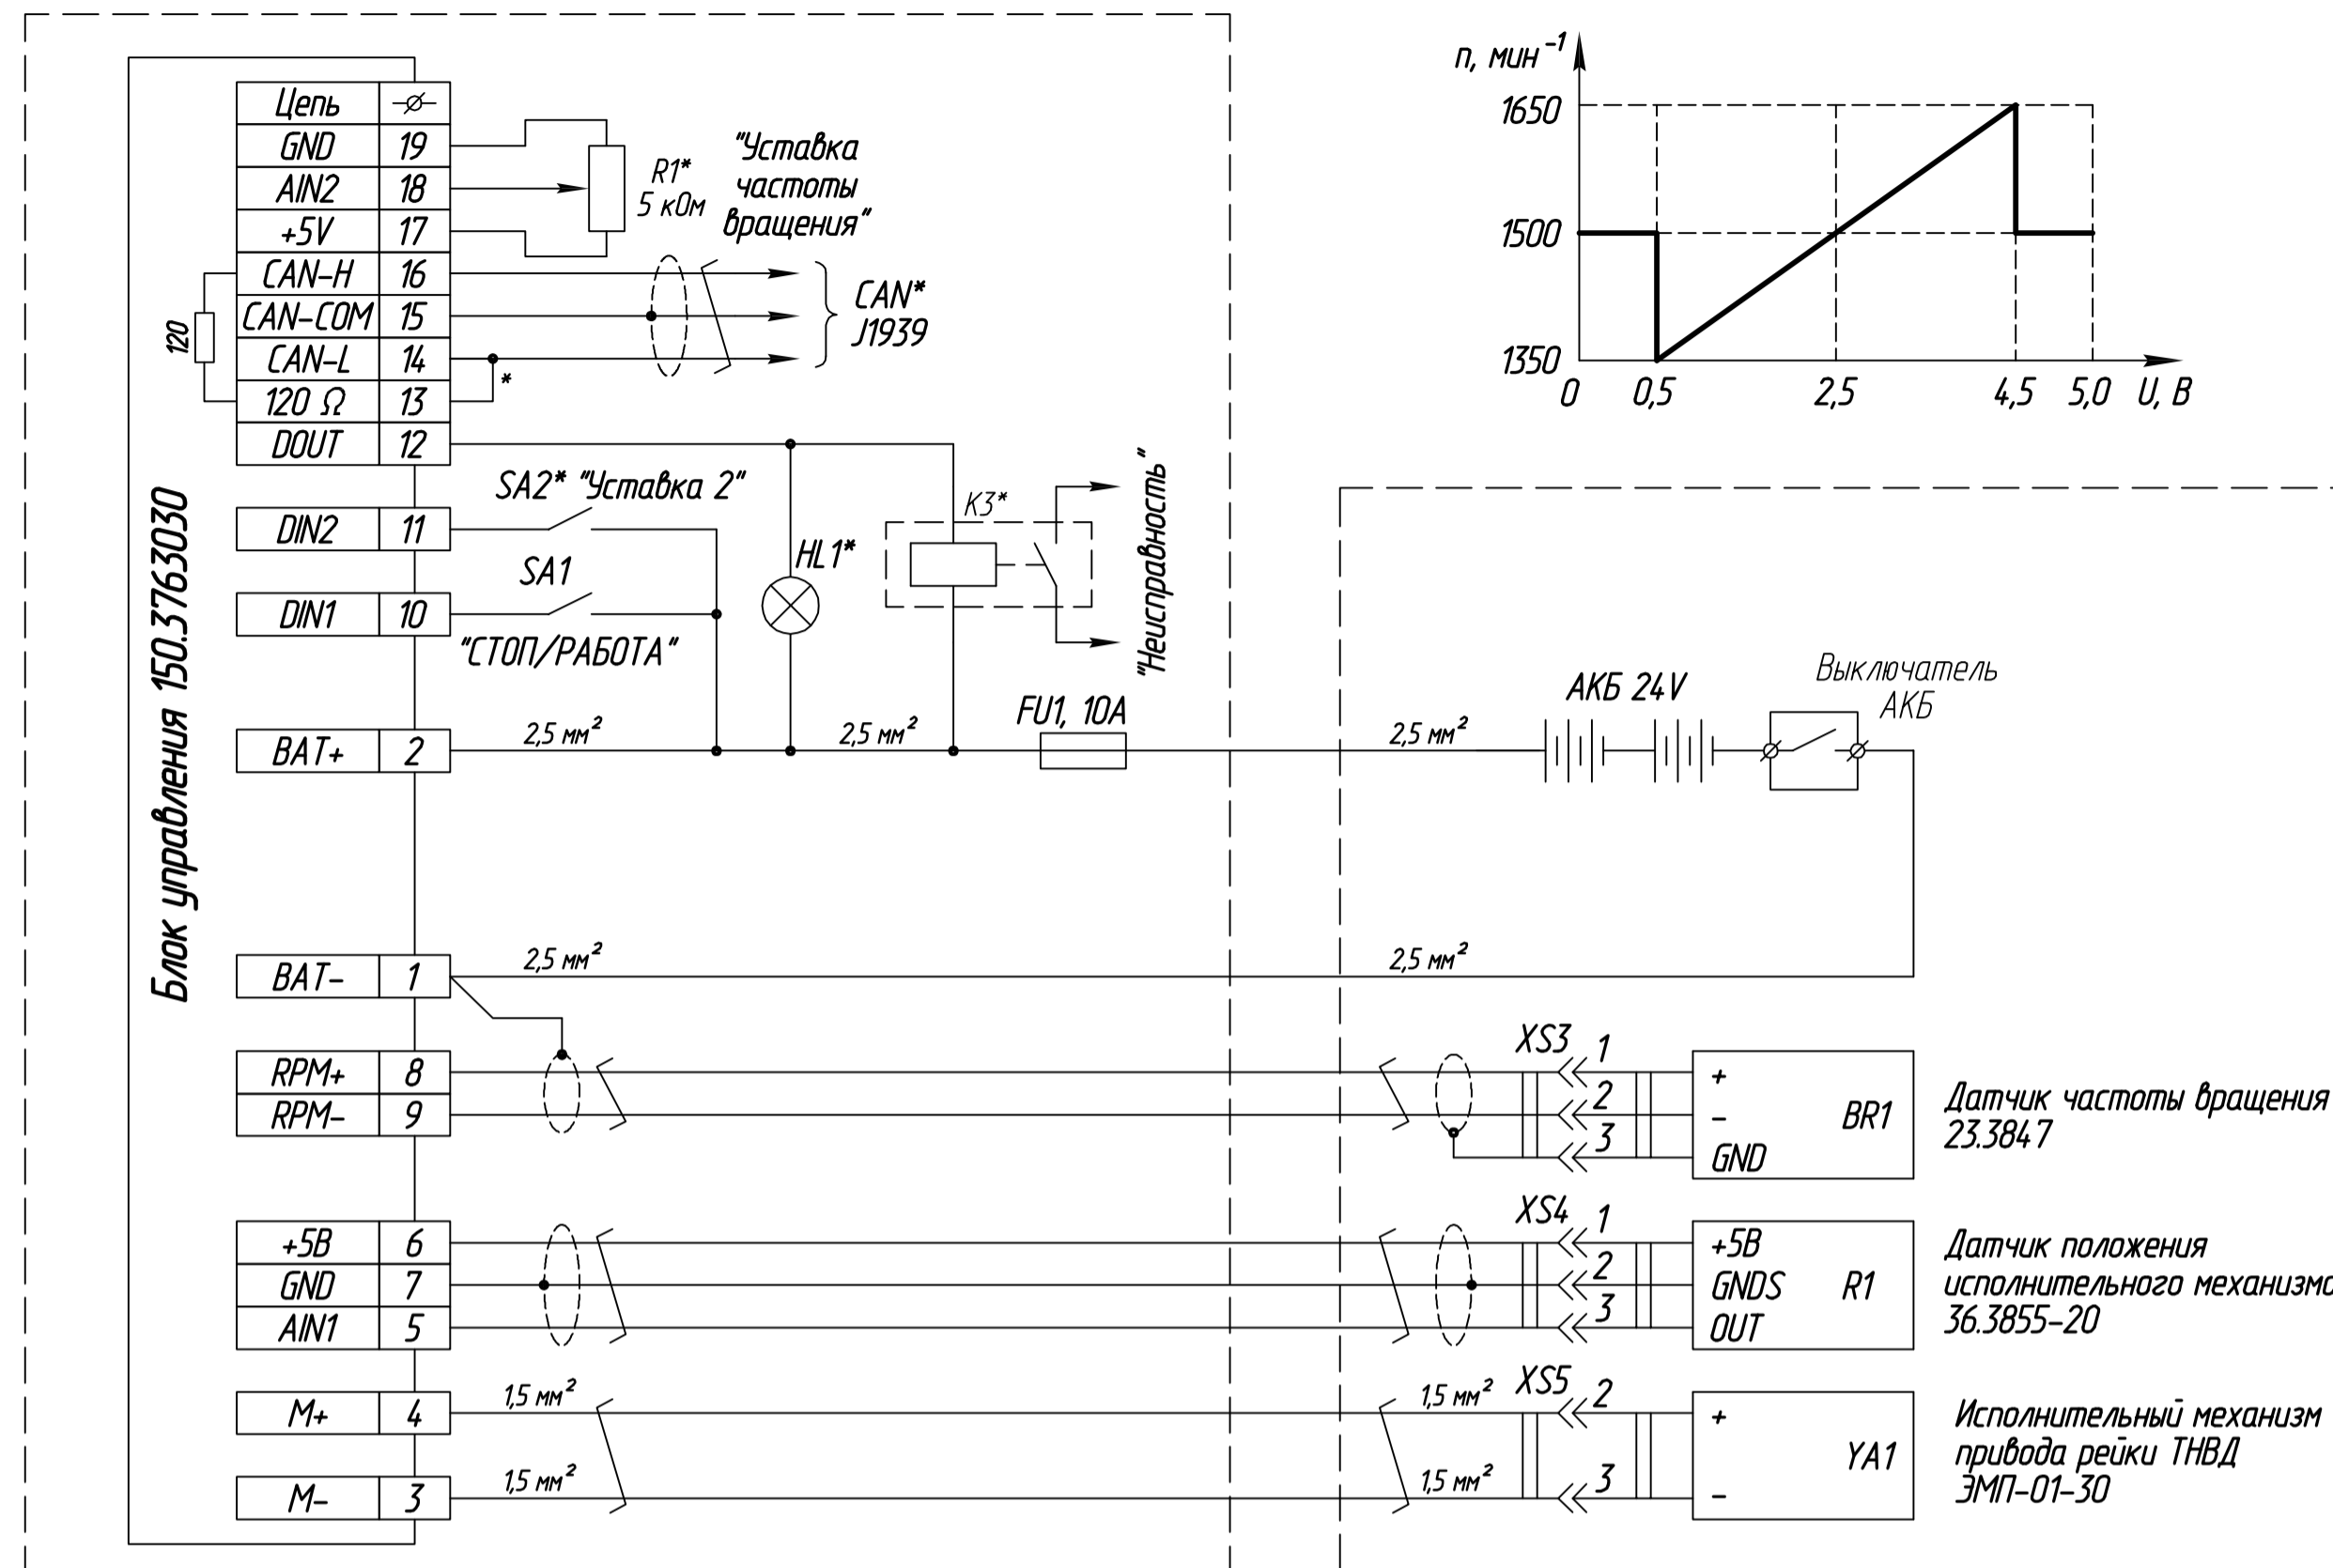 Блок управления 150.3763030
Цепь
GND 19
AIN2 18
+5V 17
CAN-H 16
CAN-COM 15
CAN-L 14
120 Ω 13
DOUT 12
DIN2 11
DIN1 10
BAT+ 2
BAT- 1
RPM+ 8
RPM- 9
+5В 6
GND 7
AIN1 5
M+ 4
M- 3
120
R1*
5 кОм
"Уставка
частоты
вращения"
CAN*
J1939
*
SA2* "Уставка 2"
SA1
"СТОП/РАБОТА"
HL1*
K3*
"Неисправность"
2,5 мм²
2,5 мм²
FU1, 10A
2,5 мм²
АКБ 24V
Выключатель
АКБ
2,5 мм²
2,5 мм²
n, мин⁻¹
1650
1500
1350
0
0,5
2,5
4,5
5,0
U, В
XS3
1
2
3
+
-
GND
BR1
Датчик частоты вращения
23.3847
XS4
1
2
3
+5В
GNDS
OUT
R1
Датчик положения
исполнительного механизма
36.3855-20
1,5 мм²
1,5 мм²
1,5 мм²
1,5 мм²
XS5
2
3
+
-
YA1
Исполнительный механизм
привода рейки ТНВД
ЭМП-01-30